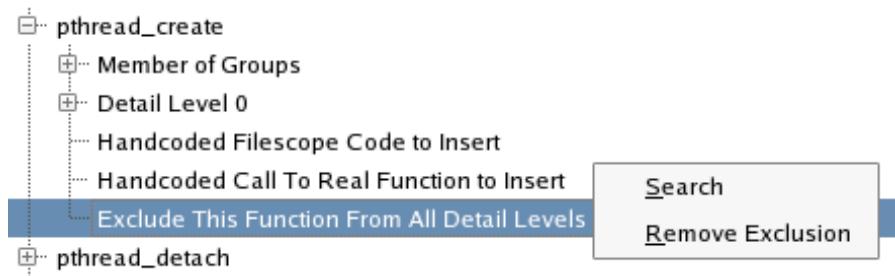 pthread_create
Member of Groups
Detail Level 0
Handcoded Filescope Code to Insert
Handcoded Call To Real Function to Insert
Search
Exclude This Function From All Detail Levels
Remove Exclusion
pthread_detach